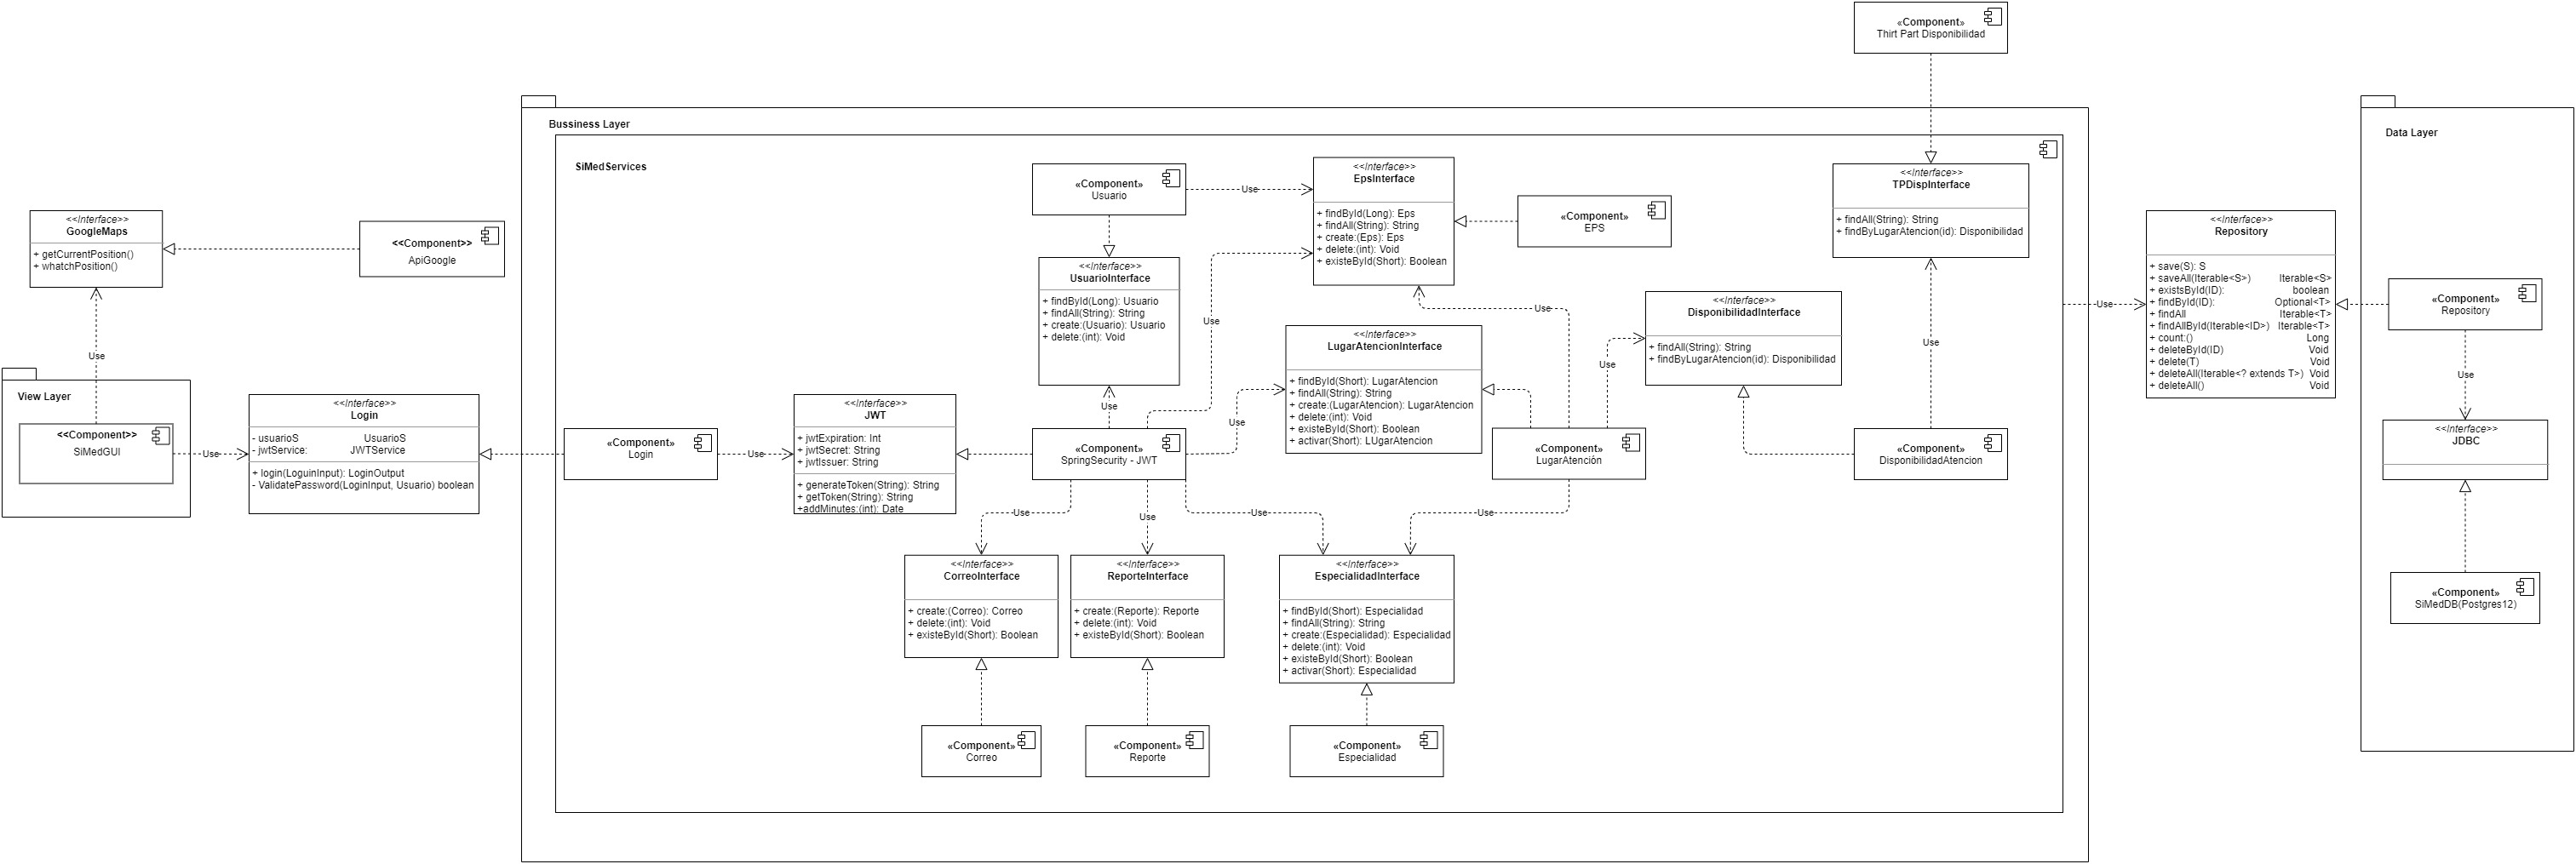 «Component»
Thirt Part Disponibilidad
Bussiness Layer
SiMedServices
Data Layer
<<Interface>>
GoogleMaps
+ getCurrentPosition()
+ whatchPosition()
<<Component>>
ApiGoogle
Use
View Layer
<<Component>>
SiMedGUI
Use
<<Interface>>
Login
- usuarioS UsuarioS
- jwtService: JWTService
+ login(LoguinInput): LoginOutput
- ValidatePassword(LoginInput, Usuario) boolean
«Component»
Login
Use
<<Interface>>
JWT
+ jwtExpiration: Int
+ jwtSecret: String
+ jwtIssuer: String
+ generateToken(String): String
+ getToken(String): String
+addMinutes:(int): Date
«Component»
Usuario
Use
<<Interface>>
UsuarioInterface
+ findById(Long): Usuario
+ findAll(String): String
+ create:(Usuario): Usuario
+ delete:(int): Void
Use
«Component»
SpringSecurity - JWT
Use
Use
Use
Use
Use
<<Interface>>
EpsInterface
+ findById(Long): Eps
+ findAll(String): String
+ create:(Eps): Eps
+ delete:(int): Void
+ existeById(Short): Boolean
«Component»
EPS
Use
<<Interface>>
LugarAtencionInterface
+ findById(Short): LugarAtencion
+ findAll(String): String
+ create:(LugarAtencion): LugarAtencion
+ delete:(int): Void
+ existeById(Short): Boolean
+ activar(Short): LUgarAtencion
«Component»
LugarAtención
Use
Use
<<Interface>>
DisponibilidadInterface
+ findAll(String): String
+ findByLugarAtencion(id): Disponibilidad
<<Interface>>
TPDispInterface
+ findAll(String): String
+ findByLugarAtencion(id): Disponibilidad
Use
«Component»
DisponibilidadAtencion
<<Interface>>
CorreoInterface
+ create:(Correo): Correo
+ delete:(int): Void
+ existeById(Short): Boolean
«Component»
Correo
<<Interface>>
ReporteInterface
+ create:(Reporte): Reporte
+ delete:(int): Void
+ existeById(Short): Boolean
«Component»
Reporte
<<Interface>>
EspecialidadInterface
+ findById(Short): Especialidad
+ findAll(String): String
+ create:(Especialidad): Especialidad
+ delete:(int): Void
+ existeById(Short): Boolean
+ activar(Short): Especialidad
«Component»
Especialidad
Use
<<Interface>>
Repository
+ save(S): S
+ saveAll(Iterable<S>) Iterable<S>
+ existsById(ID): boolean
+ findById(ID): Optional<T>
+ findAll Iterable<T>
+ findAllById(Iterable<ID>) Iterable<T>
+ count:() Long
+ deleteById(ID) Void
+ delete(T) Void
+ deleteAll(Iterable<? extends T>) Void
+ deleteAll() Void
«Component»
Repository
Use
<<Interface>>
JDBC
«Component»
SiMedDB(Postgres12)